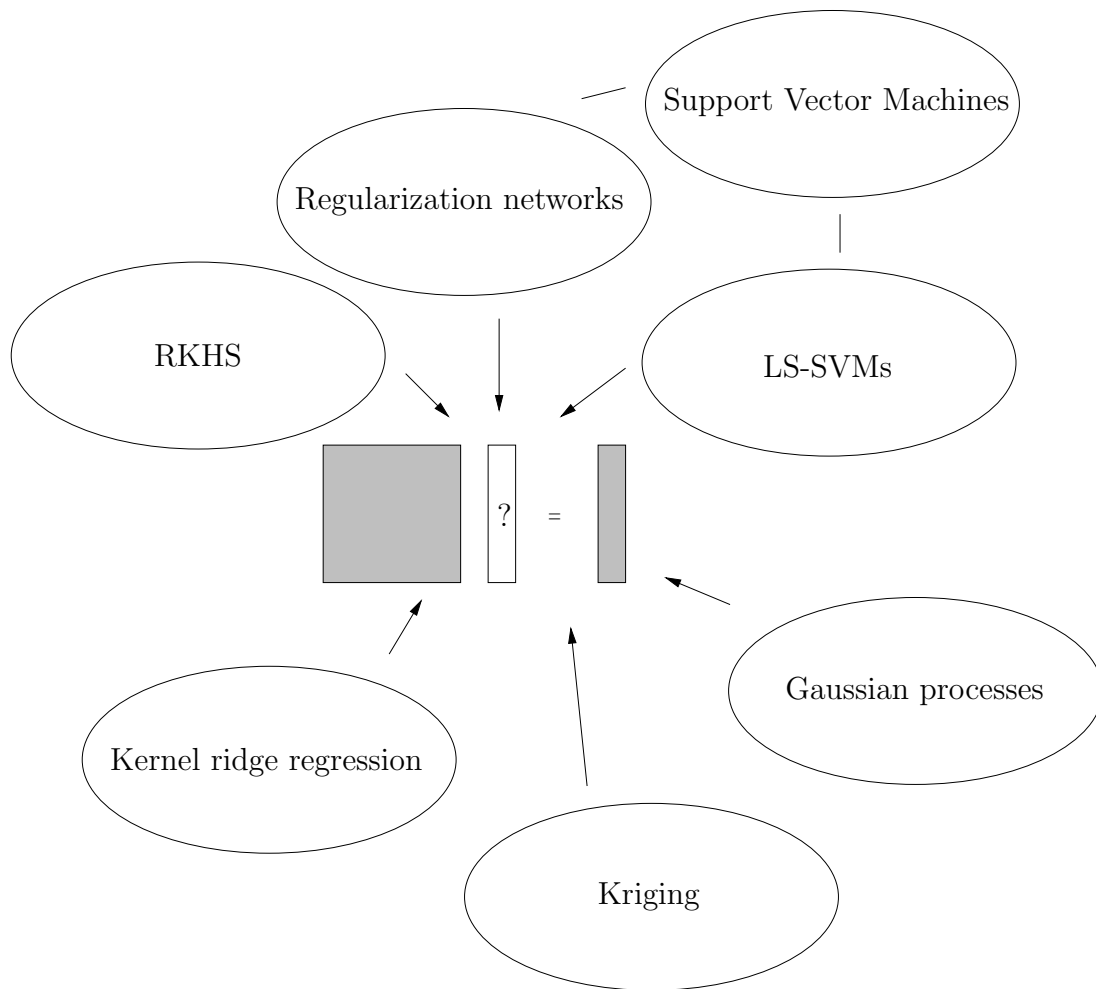 Support Vector Machines
Regularization networks
RKHS
LS-SVMs
? =
Gaussian processes
Kernel ridge regression
Kriging